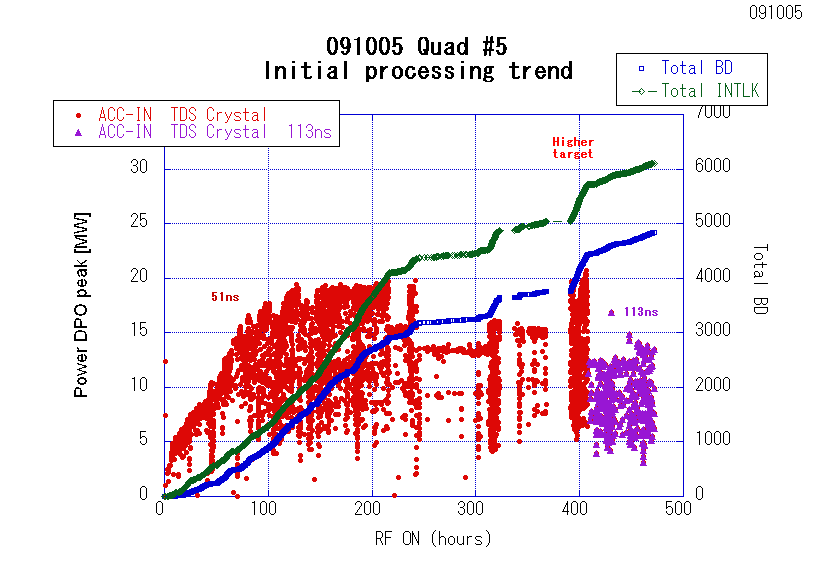 091005
091005 Quad #5
Initial processing trend
Total BD
Total INTLK
ACC-IN TDS Crystal
ACC-IN TDS Crystal 113ns
Higher
target
51ns
113ns
Power DPO peak [MW]
30
25
20
15
10
5
0
7000
6000
5000
4000
3000
2000
1000
0
Total BD
0 100 200 300 400 500
RF ON (hours)